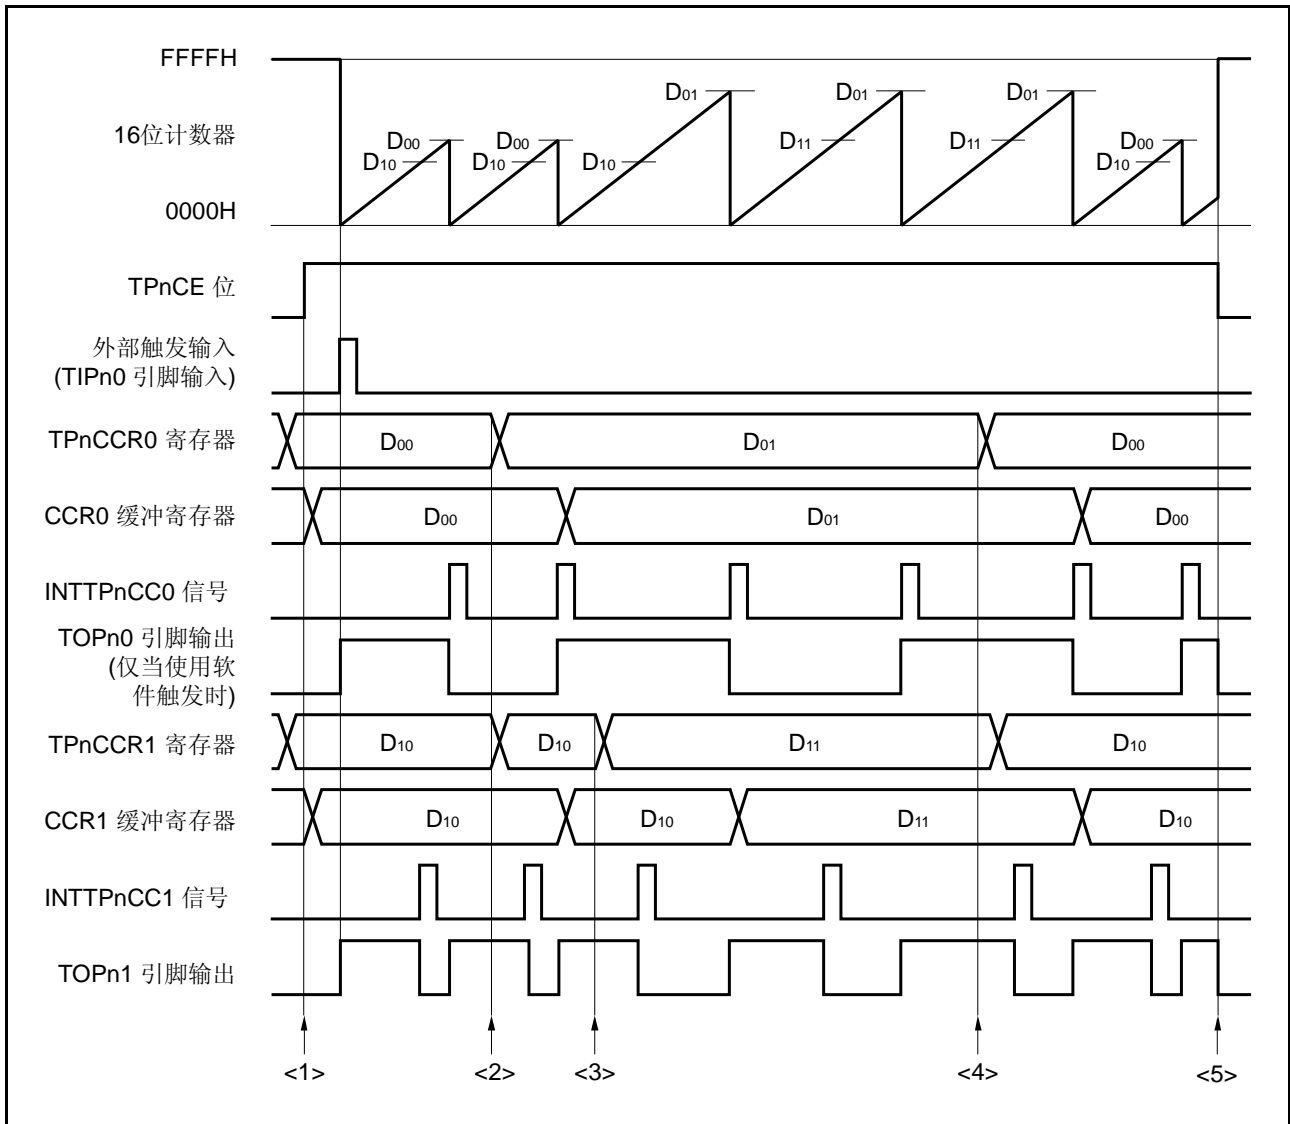 FFFFH
16位计数器
0000H
D00 D10 D00 D10 D01 D10 D01 D11 D01 D11 D00 D10
TPnCE 位
外部触发输入
(TIPn0 引脚输入)
TPnCCR0 寄存器 D00 D01 D00
CCR0 缓冲寄存器 D00 D01 D00
INTTPnCC0 信号
TOPn0 引脚输出
(仅当使用软
件触发时)
TPnCCR1 寄存器 D10 D10 D11 D10
CCR1 缓冲寄存器 D10 D10 D11 D10
INTTPnCC1 信号
TOPn1 引脚输出
<1> <2> <3> <4> <5>